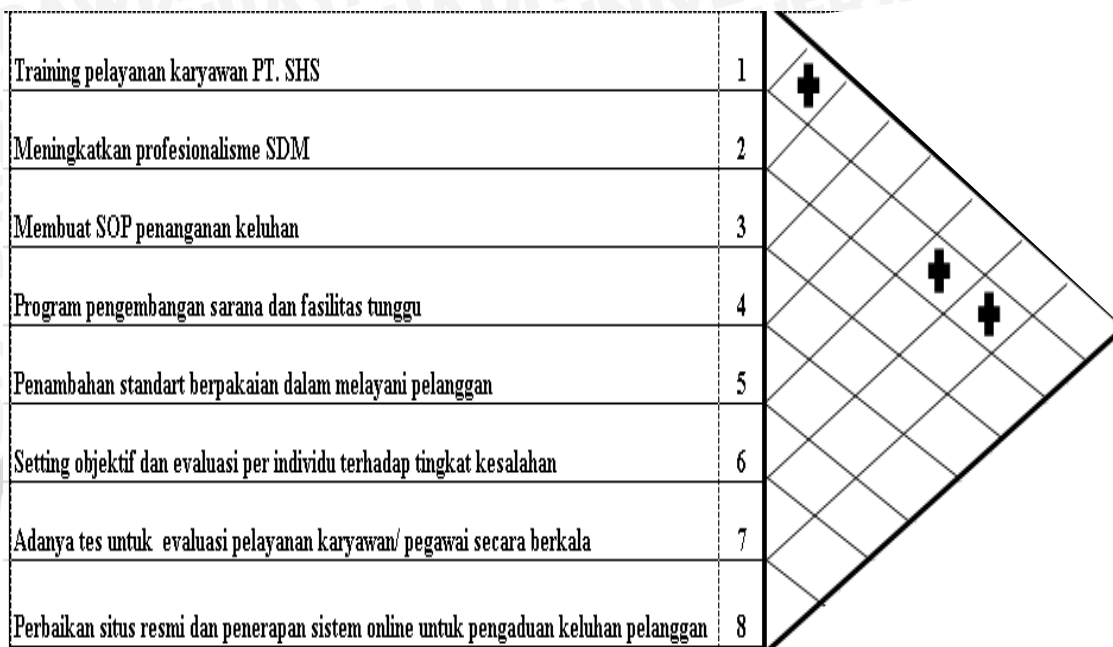 Training pelayanan karyawan PT. SHS 1
Meningkatkan profesionalisme SDM 2
Membuat SOP penanganan keluhan 3
Program pengembangan sarana dan fasilitas tunggu 4
Penambahan standart berpakaian dalam melayani pelanggan 5
Setting objektif dan evaluasi per individu terhadap tingkat kesalahan 6
Adanya tes untuk evaluasi pelayanan karyawan/ pegawai secara berkala 7
Perbaikan situs resmi dan penerapan sistem online untuk pengaduan keluhan pelanggan 8